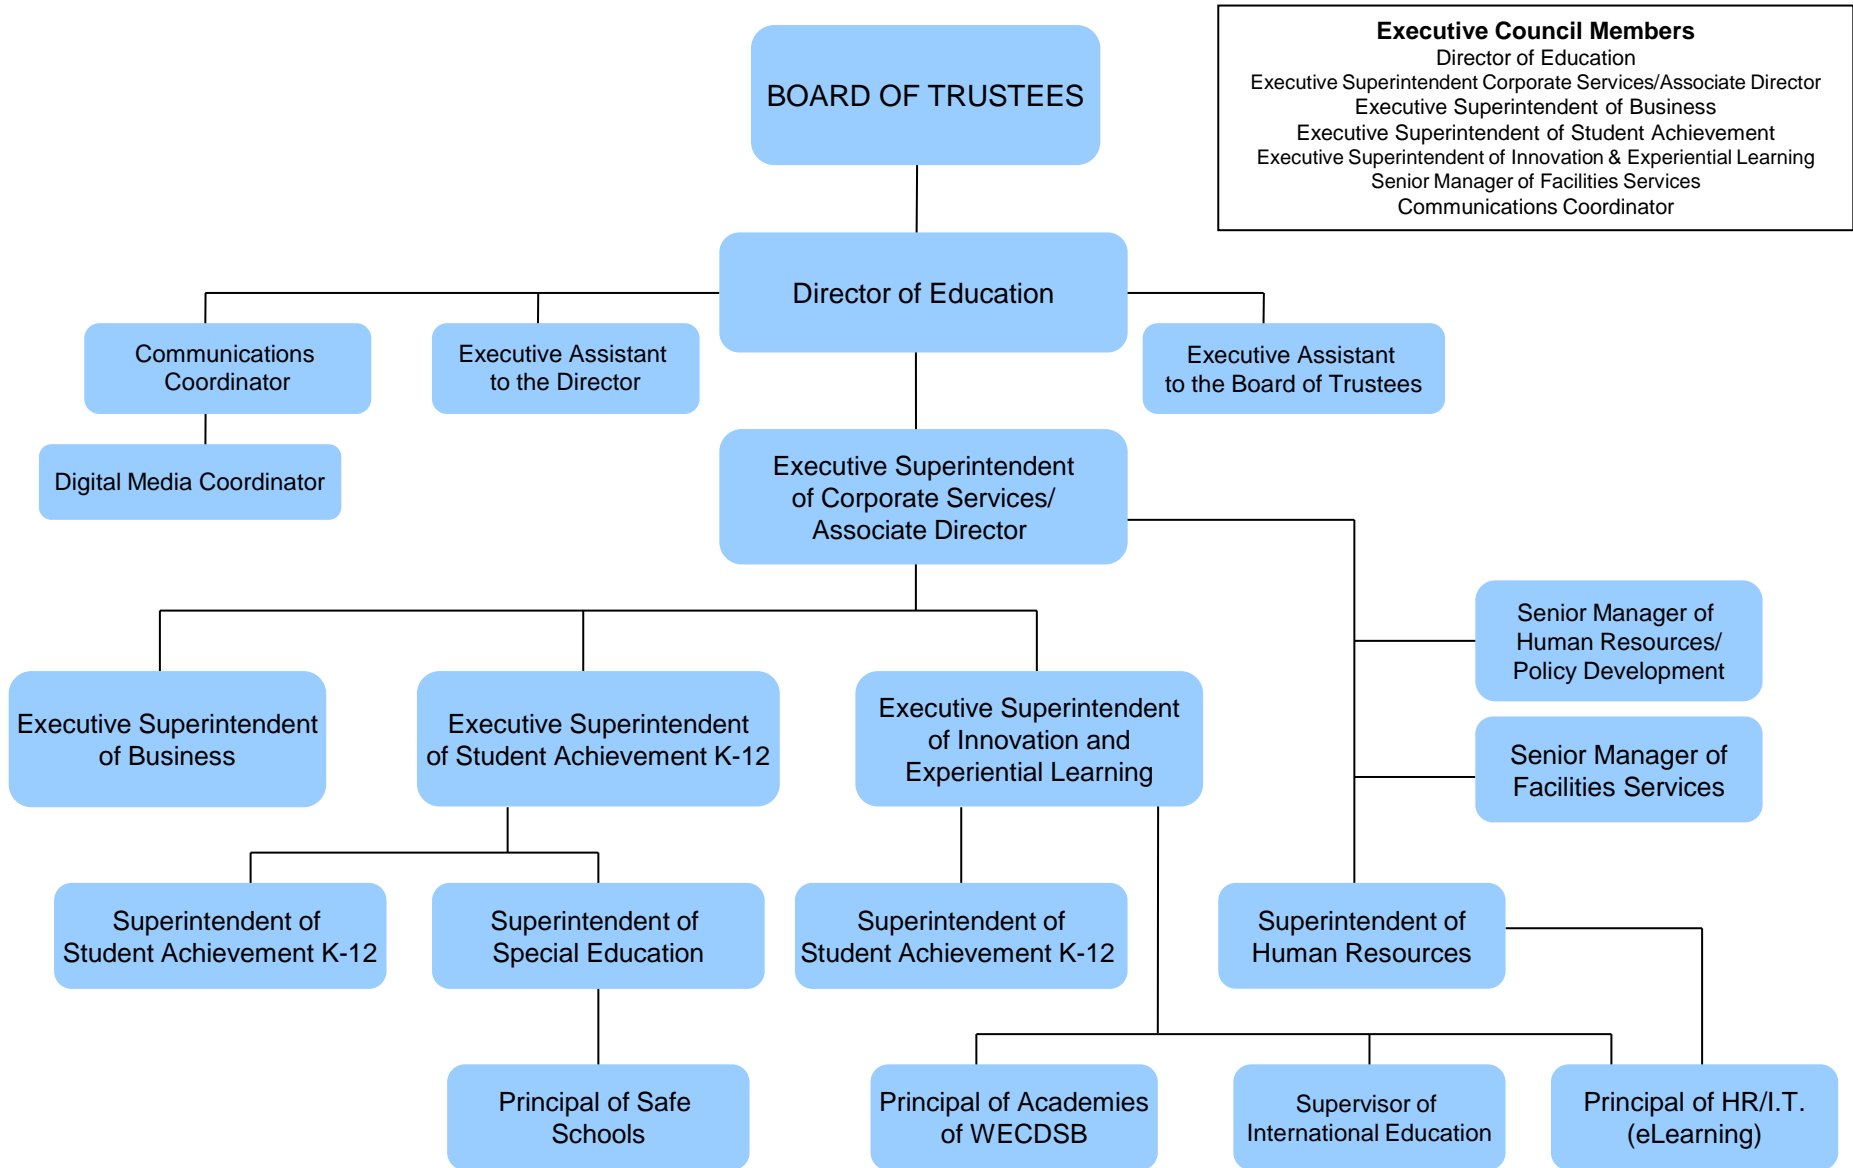 Executive Council Members
Director of Education
Executive Superintendent Corporate Services/Associate Director
Executive Superintendent of Business
Executive Superintendent of Student Achievement
Executive Superintendent of Innovation & Experiential Learning
Senior Manager of Facilities Services
Communications Coordinator
BOARD OF TRUSTEES
Director of Education
Communications
Coordinator
Executive Assistant
to the Director
Executive Assistant
to the Board of Trustees
Digital Media Coordinator
Executive Superintendent
of Corporate Services/
Associate Director
Senior Manager of
Human Resources/
Policy Development
Executive Superintendent
of Business
Executive Superintendent
of Student Achievement K-12
Executive Superintendent
of Innovation and
Experiential Learning
Senior Manager of
Facilities Services
Superintendent of
Student Achievement K-12
Superintendent of
Special Education
Superintendent of
Student Achievement K-12
Superintendent of
Human Resources
Principal of Safe
Schools
Principal of Academies
of WECDSB
Supervisor of
International Education
Principal of HR/I.T.
(eLearning)